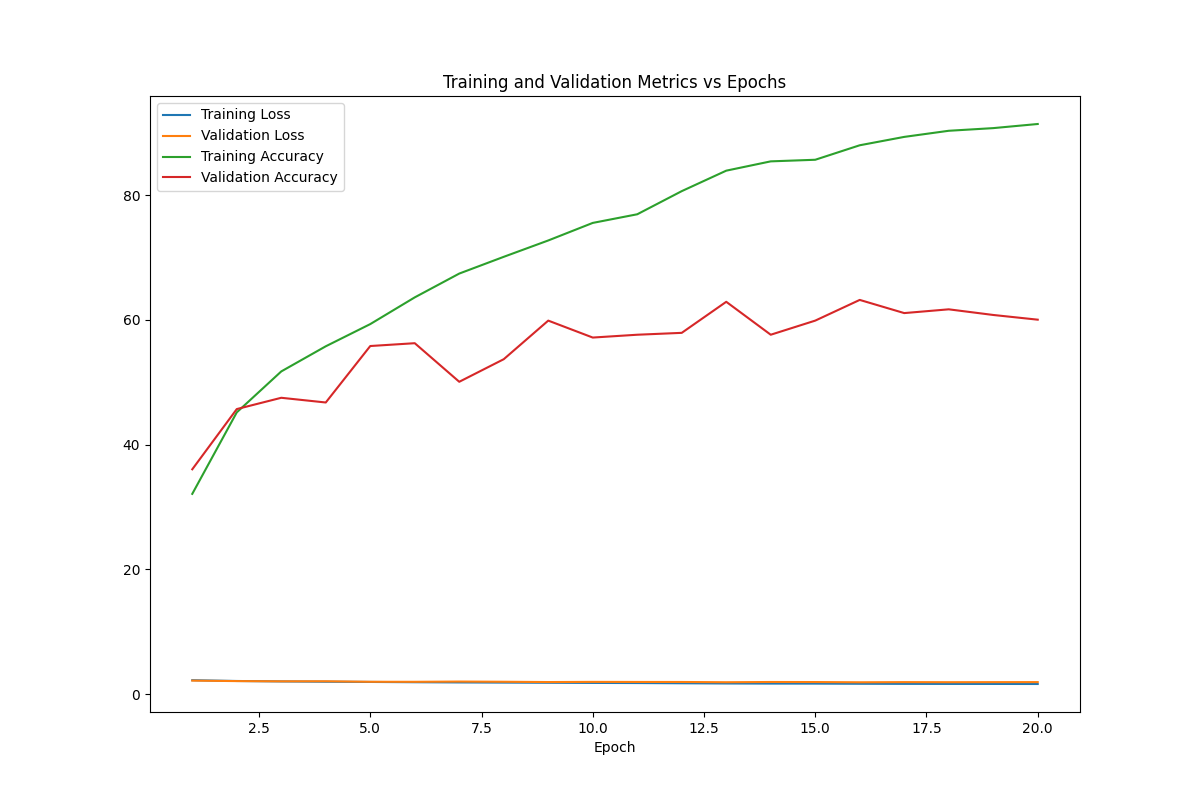 Training and Validation Metrics vs Epochs
Training Loss
Validation Loss
Training Accuracy
Validation Accuracy
80
60
40
20
0
2.5 5.0 7.5 10.0 12.5 15.0 17.5 20.0
Epoch